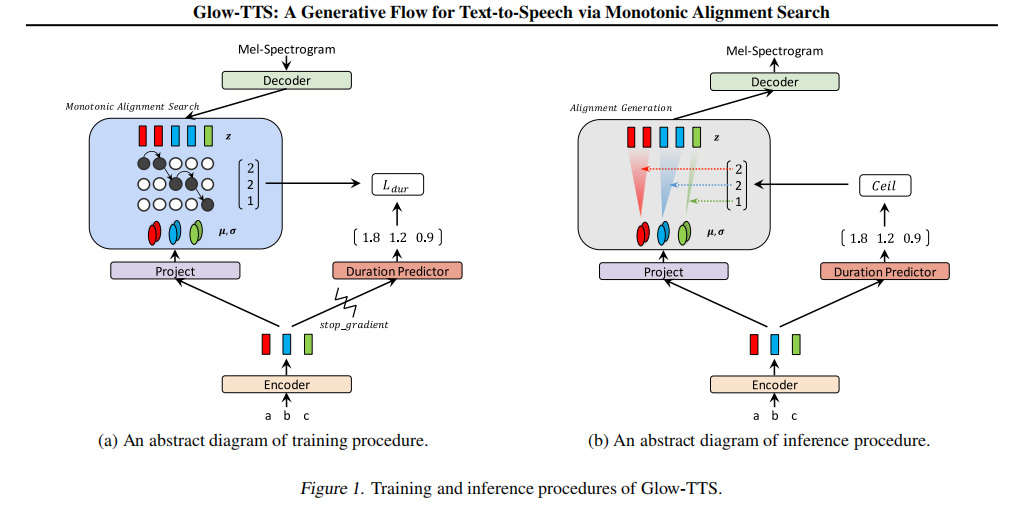 Glow-TTS: A Generative Flow for Text-to-Speech via Monotonic Alignment Search
Mel-Spectrogram
Decoder
Monotonic Alignment Search
z
2
2
1
L_dur
1.8 1.2 0.9
μ, σ
Project
Duration Predictor
stop_gradient
Encoder
a b c
(a) An abstract diagram of training procedure.
Mel-Spectrogram
Decoder
Alignment Generation
z
2
2
1
Ceil
1.8 1.2 0.9
μ, σ
Project
Duration Predictor
Encoder
a b c
(b) An abstract diagram of inference procedure.
Figure 1. Training and inference procedures of Glow-TTS.